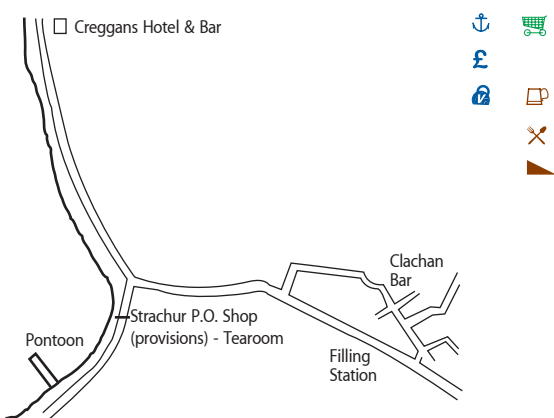 Creggans Hotel & Bar
£
Clachan
Bar
Strachur P.O. Shop
(provisions) - Tearoom
Pontoon
Filling
Station